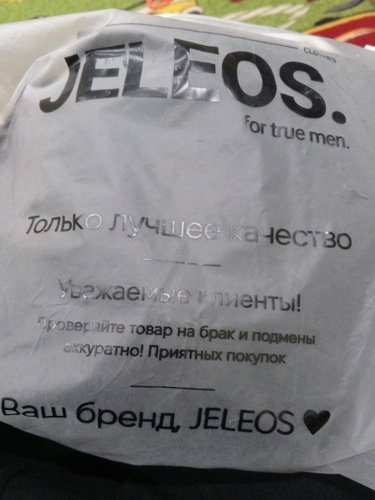 CLOTHES
JELEOS.
for true men.
Только лучшее качество
Уважаемые клиенты!
Проверяйте товар на брак и подмены
аккуратно! Приятных покупок
Ваш бренд, JELEOS 🖤